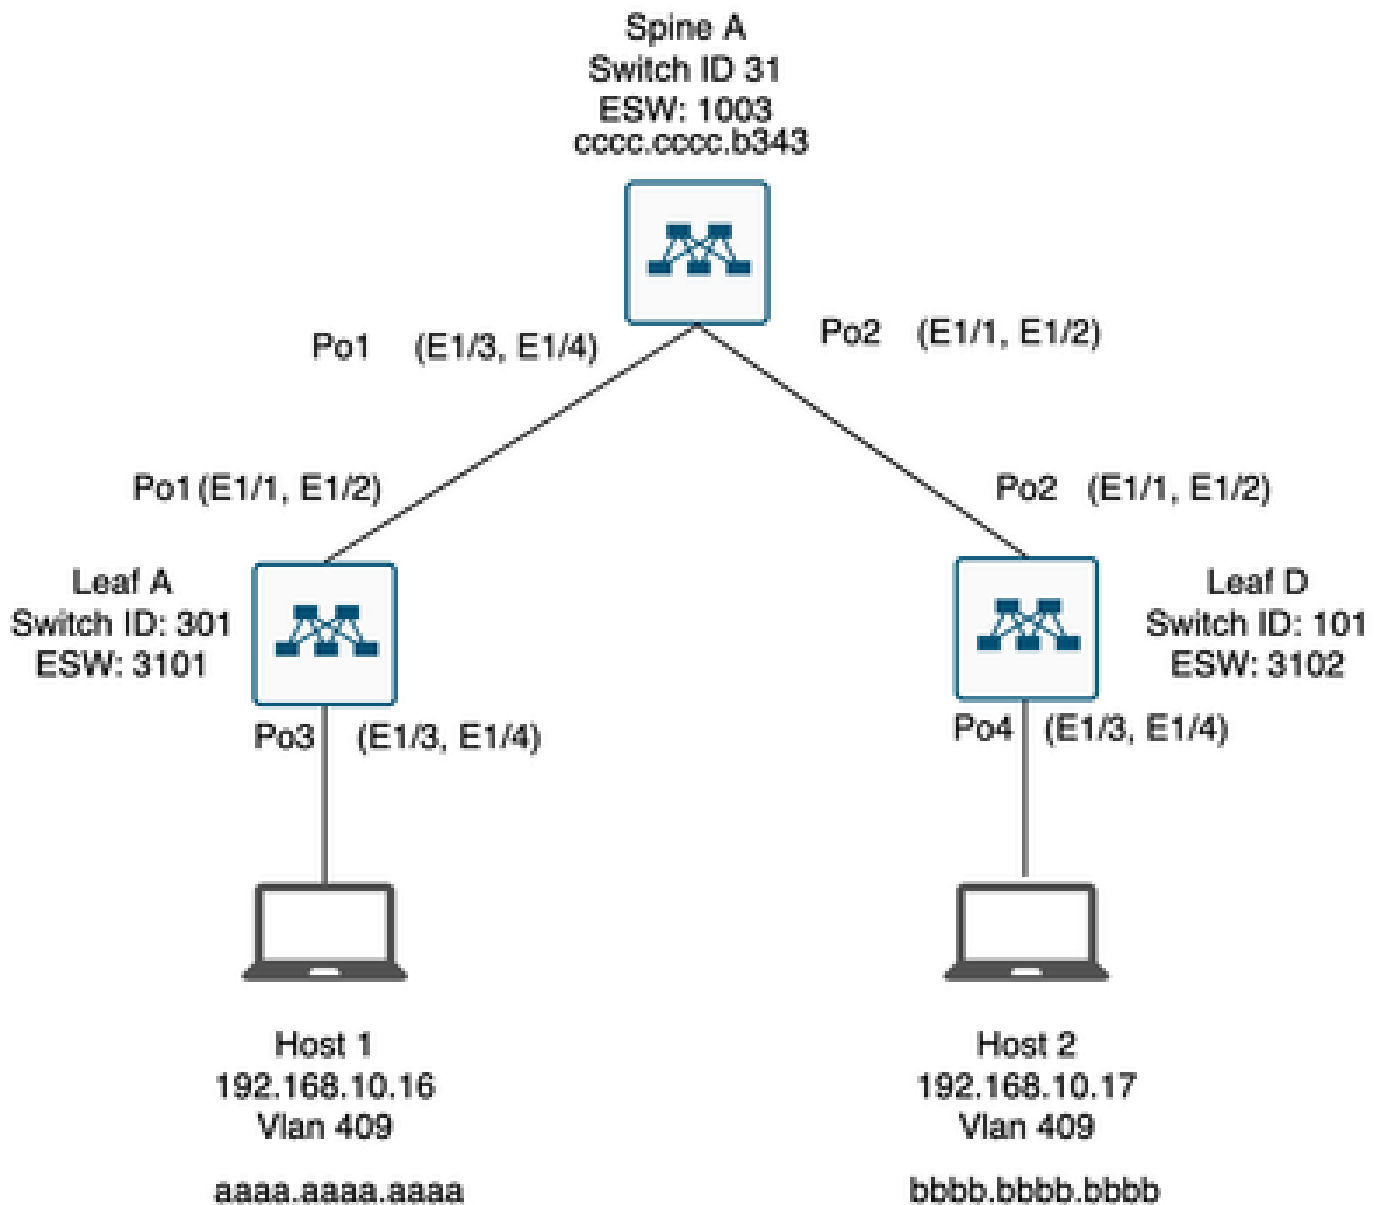 Spine A
Switch ID 31
ESW: 1003
cccc.cccc.b343
Po1 (E1/3, E1/4)
Po2 (E1/1, E1/2)
Po1 (E1/1, E1/2)
Po2 (E1/1, E1/2)
Leaf A
Switch ID: 301
ESW: 3101
Leaf D
Switch ID: 101
ESW: 3102
Po3 (E1/3, E1/4)
Po4 (E1/3, E1/4)
Host 1
192.168.10.16
Vlan 409
aaaa.aaaa.aaaa
Host 2
192.168.10.17
Vlan 409
bbbb.bbbb.bbbb